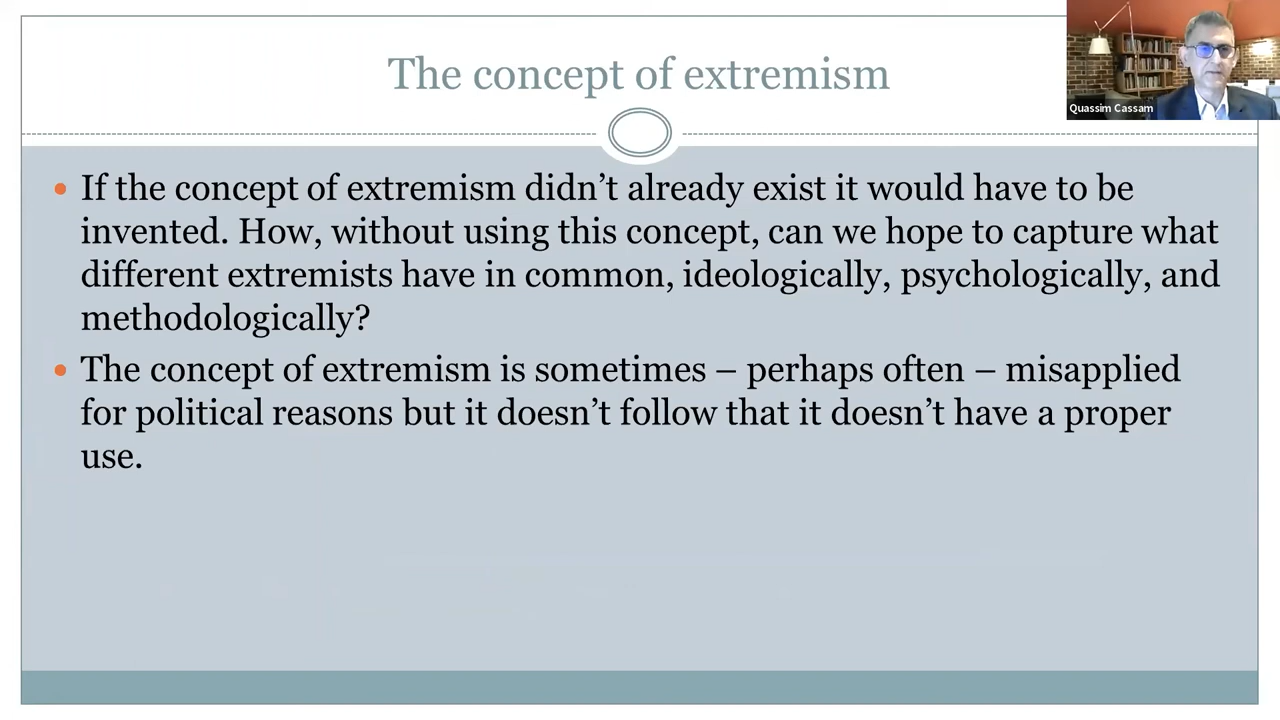 The concept of extremism
Quassim Cassam
• If the concept of extremism didn’t already exist it would have to be
invented. How, without using this concept, can we hope to capture what
different extremists have in common, ideologically, psychologically, and
methodologically?
• The concept of extremism is sometimes – perhaps often – misapplied
for political reasons but it doesn’t follow that it doesn’t have a proper
use.